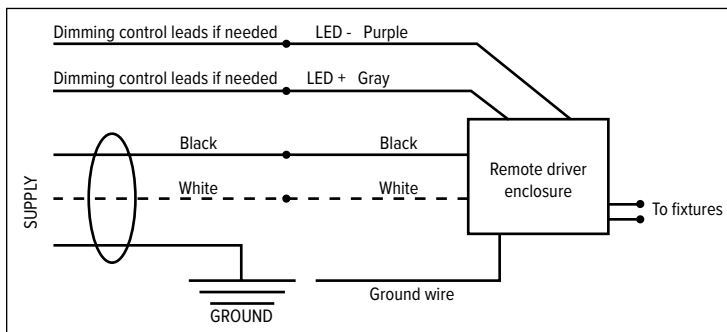 Dimming control leads if needed LED - Purple
Dimming control leads if needed LED + Gray
Black Black
White White
SUPPLY
Remote driver
enclosure
To fixtures
Ground wire
GROUND